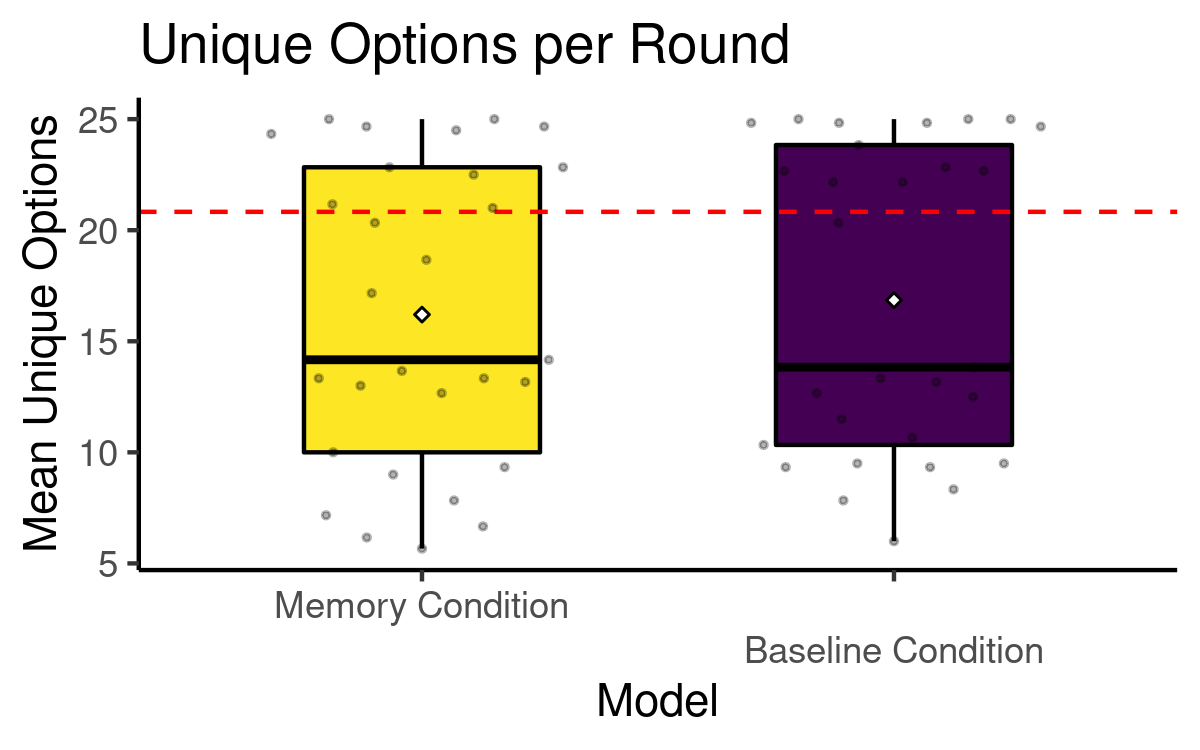 Unique Options per Round
Mean Unique Options
25
20
15
10
5
Memory Condition
Baseline Condition
Model